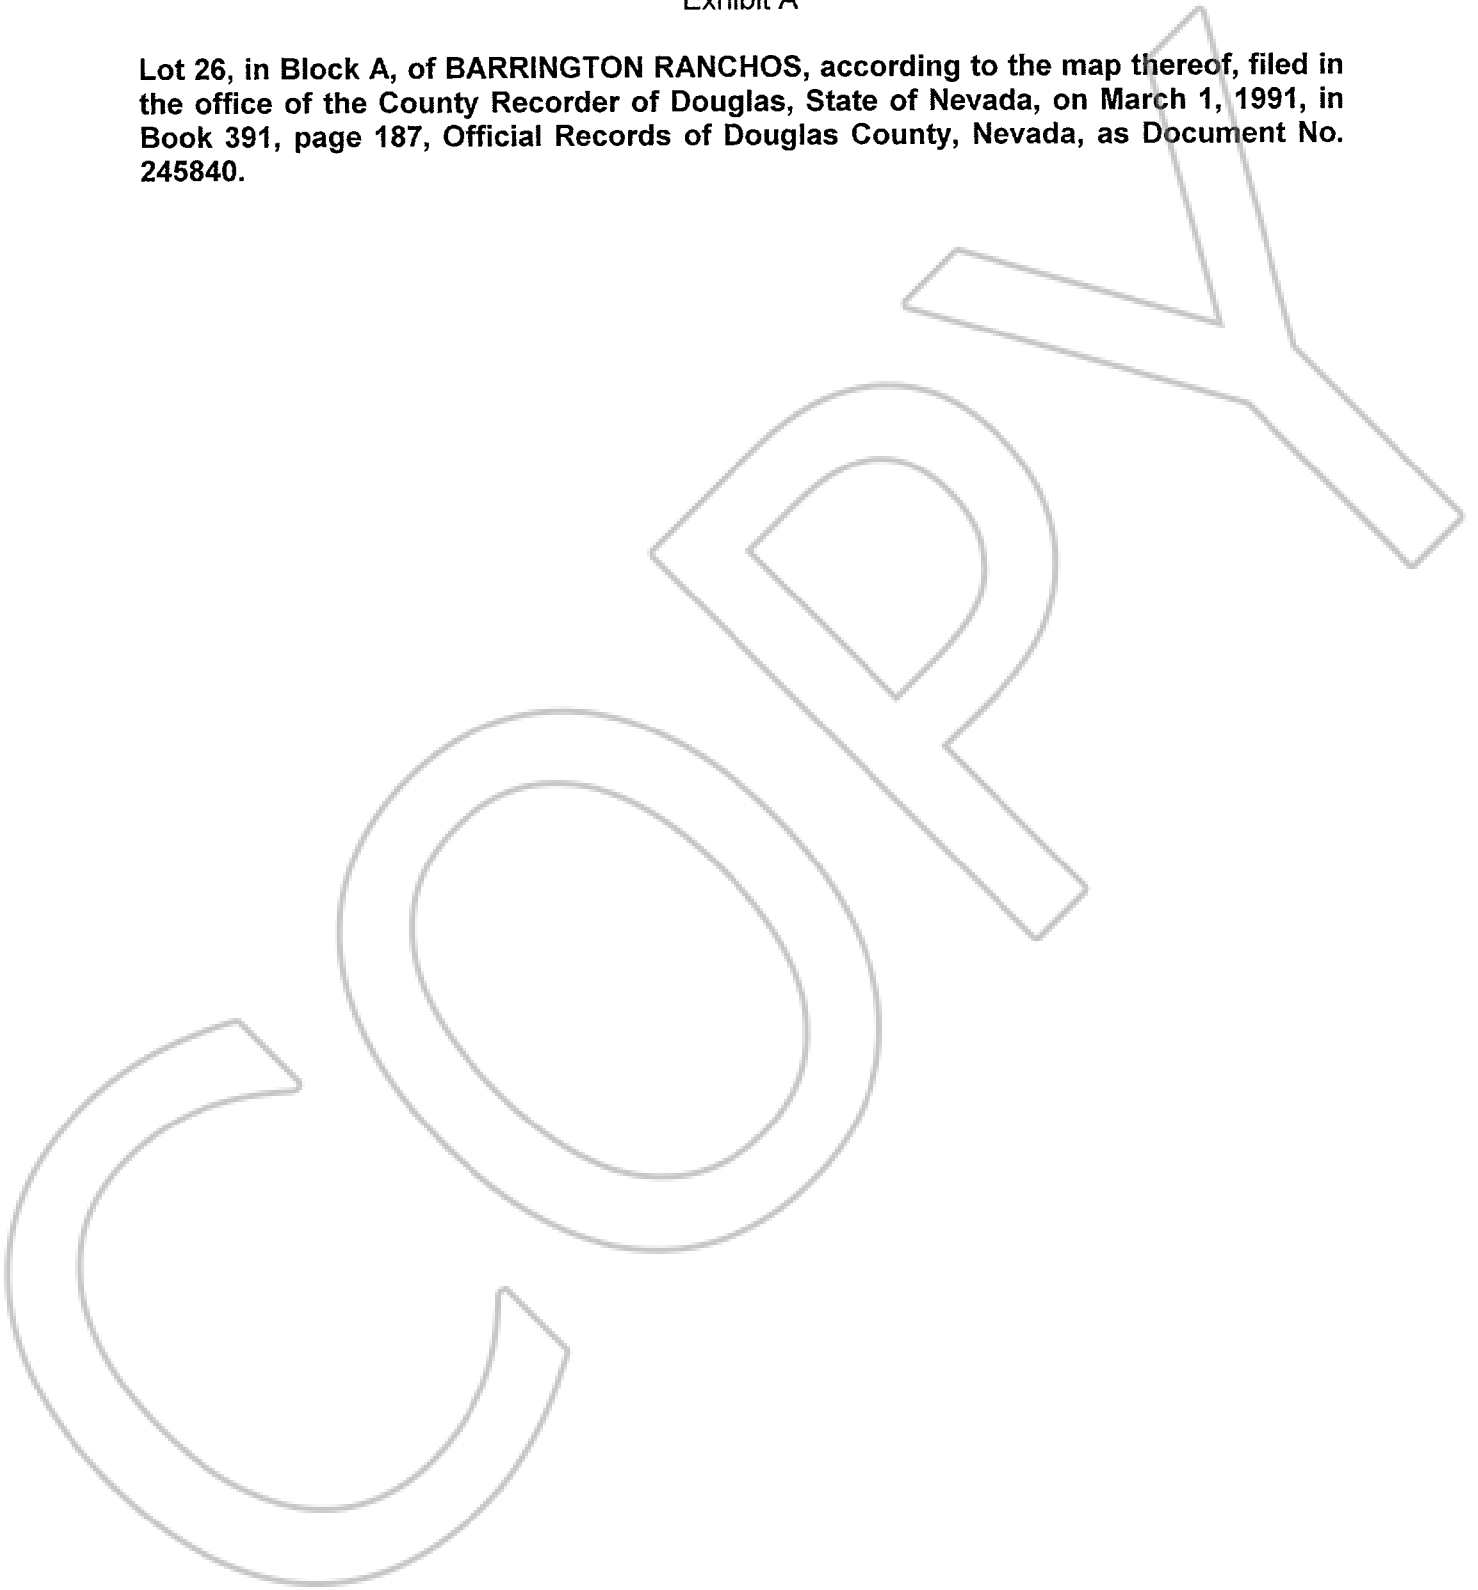 Exhibit A
Lot 26, in Block A, of BARRINGTON RANCHOS, according to the map thereof, filed in
the office of the County Recorder of Douglas, State of Nevada, on March 1, 1991, in
Book 391, page 187, Official Records of Douglas County, Nevada, as Document No.
245840.
COPY